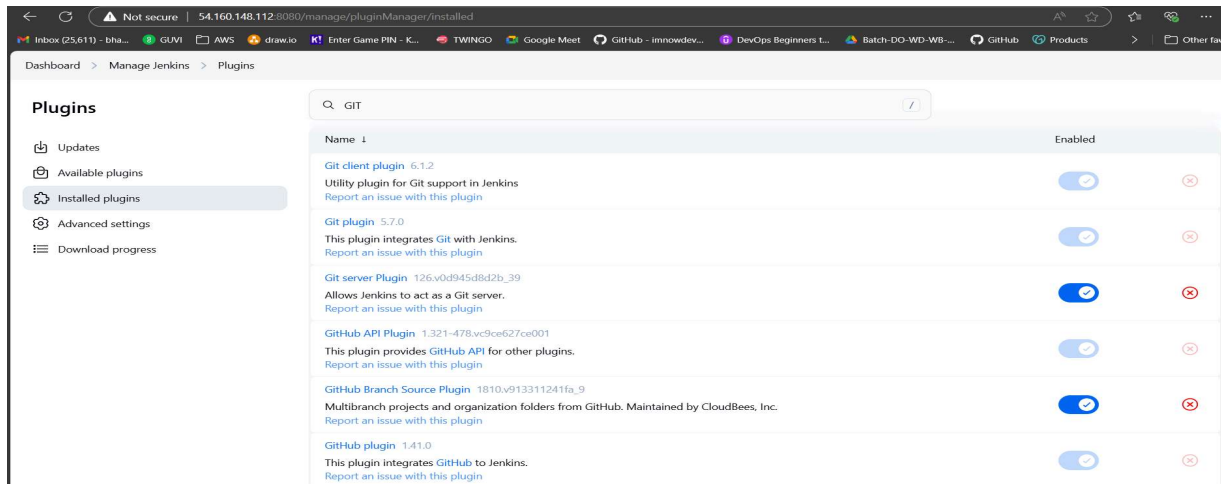 Not secure | 54.160.148.112:8080/manage/pluginManager/installed
Inbox (25,611) - bha... GUVI AWS draw.io Enter Game PIN - K... TWINGO Google Meet GitHub - imnowdev... DevOps Beginners t... Batch-DO-WD-WB-... GitHub Products Other fav
Dashboard > Manage Jenkins > Plugins
Plugins
GIT /
Updates
Available plugins
Installed plugins
Advanced settings
Download progress
Name ↓ Enabled
Git client plugin 6.1.2
Utility plugin for Git support in Jenkins
Report an issue with this plugin
Git plugin 5.7.0
This plugin integrates Git with Jenkins.
Report an issue with this plugin
Git server Plugin 126.v0d945d8d2b_39
Allows Jenkins to act as a Git server.
Report an issue with this plugin
GitHub API Plugin 1.321-478.vc9ce627ce001
This plugin provides GitHub API for other plugins.
Report an issue with this plugin
GitHub Branch Source Plugin 1810.v913311241fa_9
Multibranch projects and organization folders from GitHub. Maintained by CloudBees, Inc.
Report an issue with this plugin
GitHub plugin 1.41.0
This plugin integrates GitHub to Jenkins.
Report an issue with this plugin